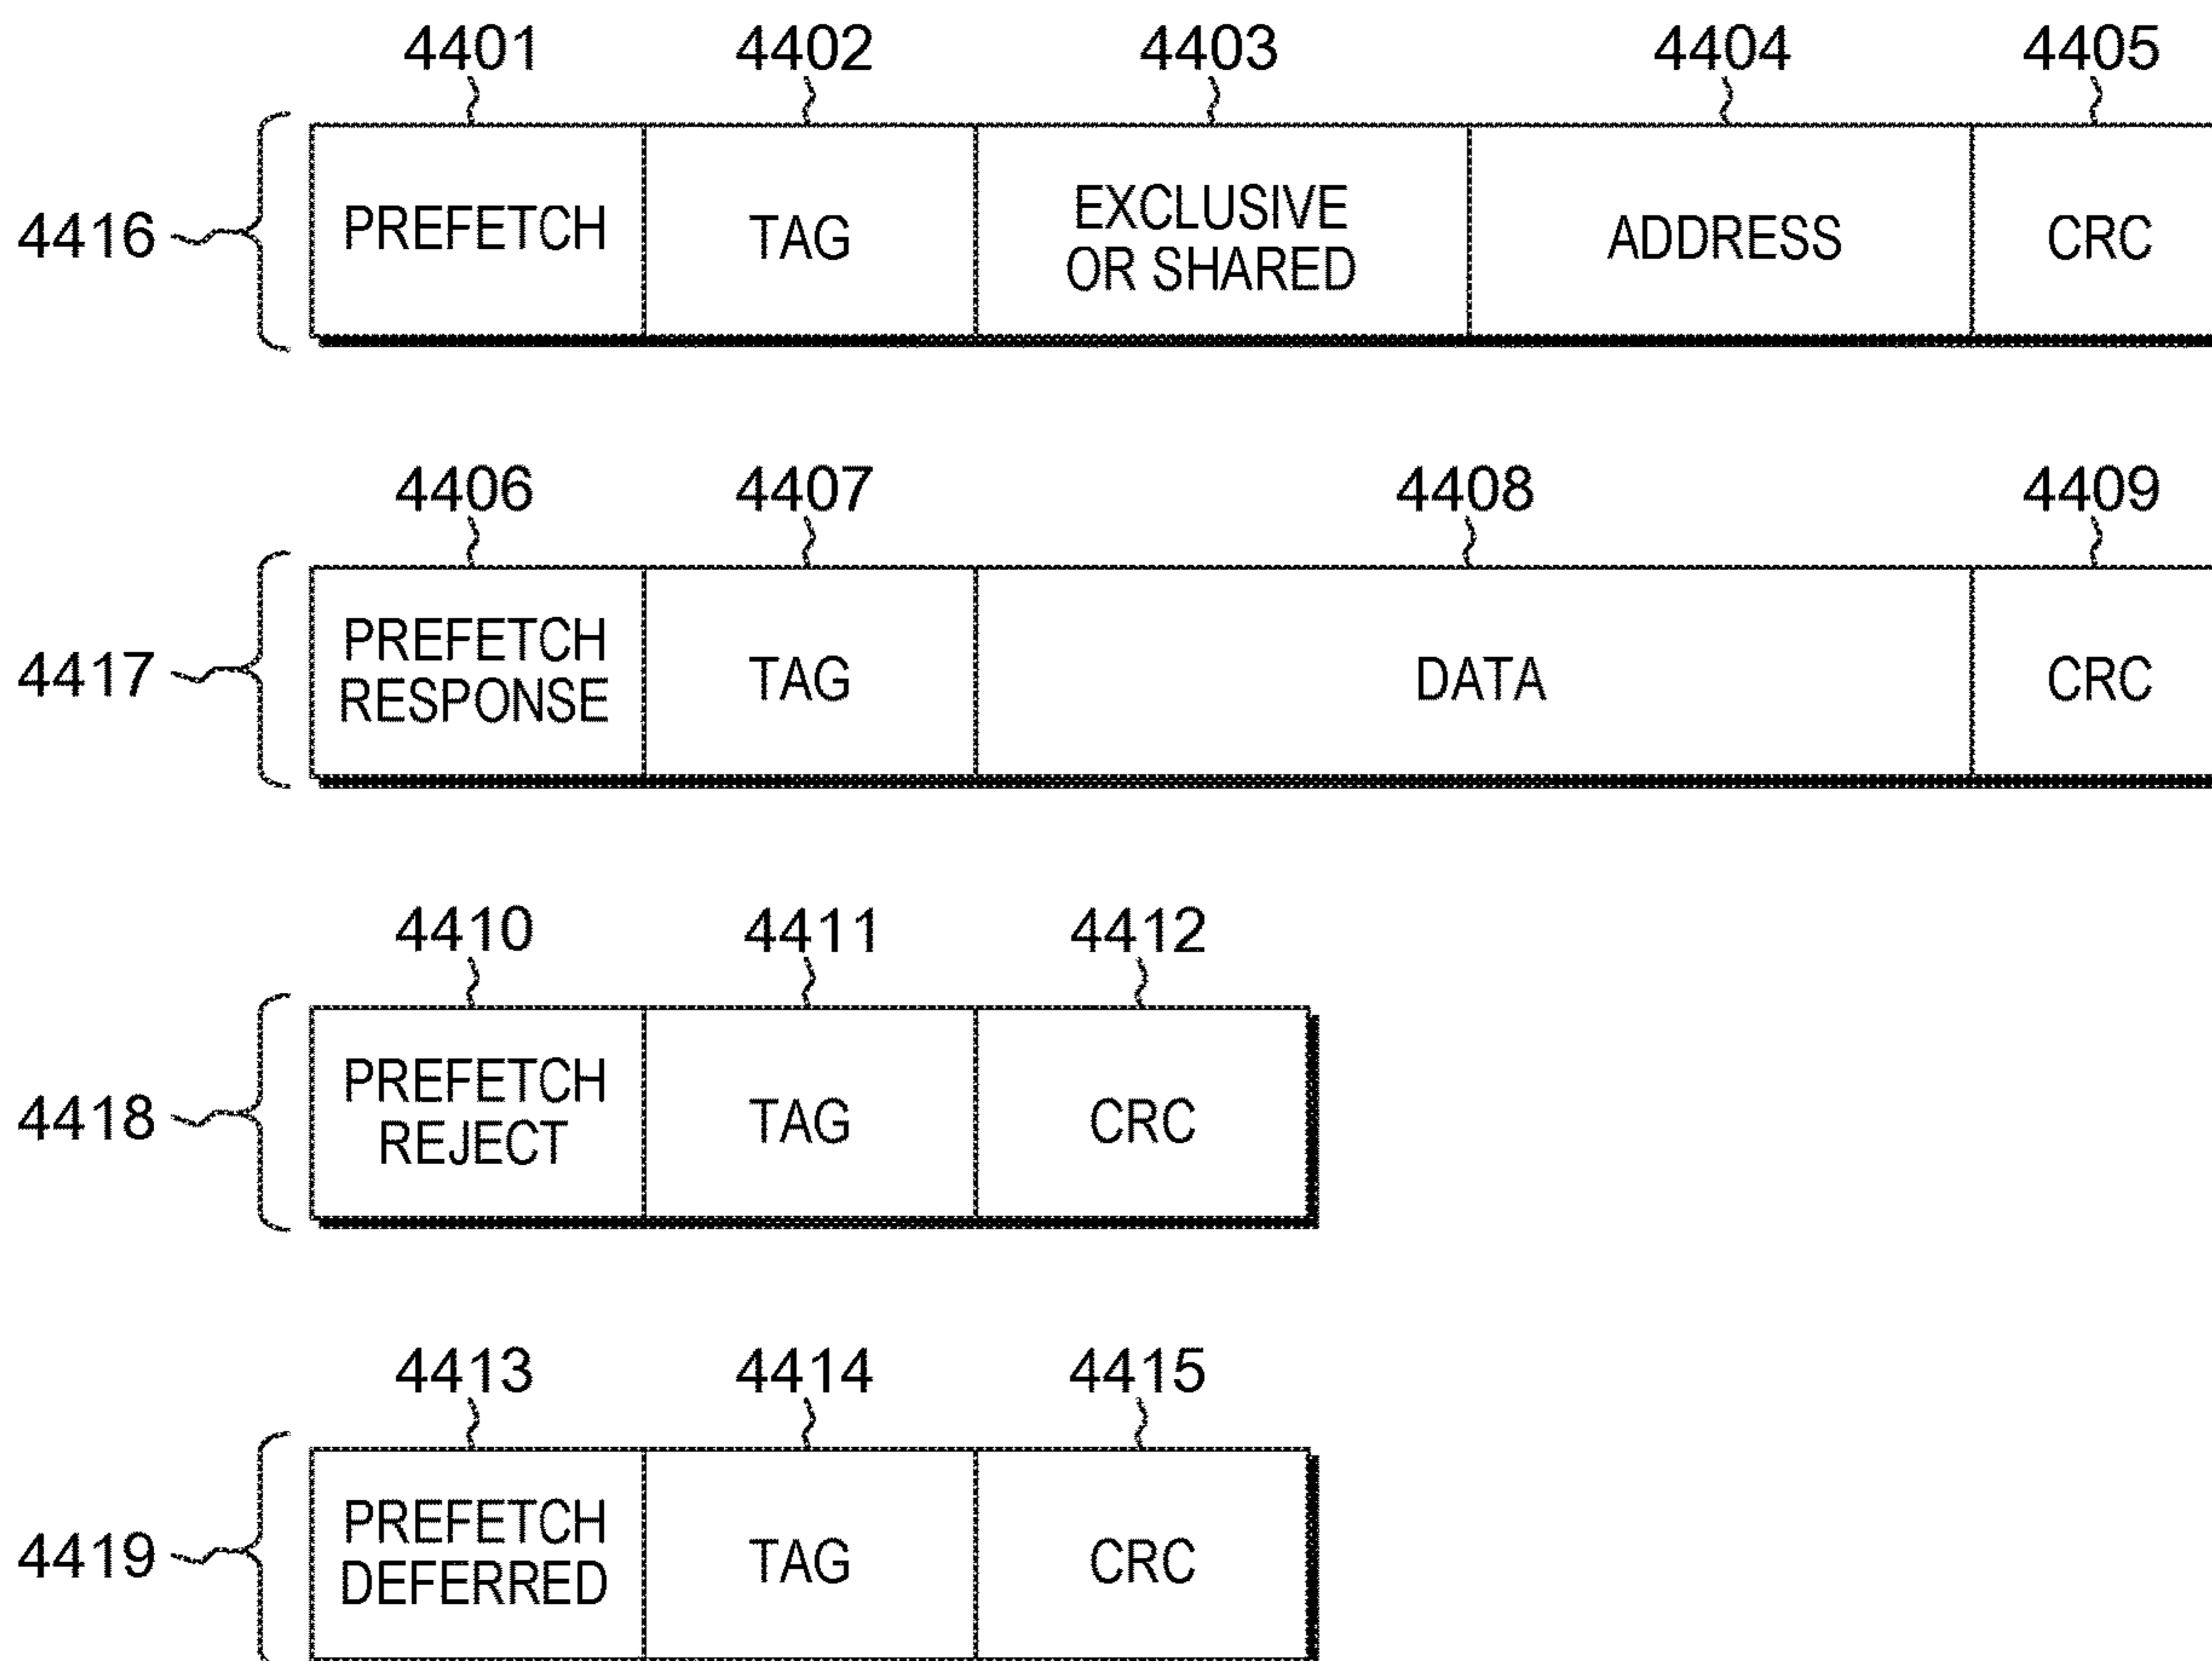 4401 4402 4403 4404 4405
4416 PREFETCH TAG EXCLUSIVE OR SHARED ADDRESS CRC
4406 4407 4408 4409
4417 PREFETCH RESPONSE TAG DATA CRC
4410 4411 4412
4418 PREFETCH REJECT TAG CRC
4413 4414 4415
4419 PREFETCH DEFERRED TAG CRC